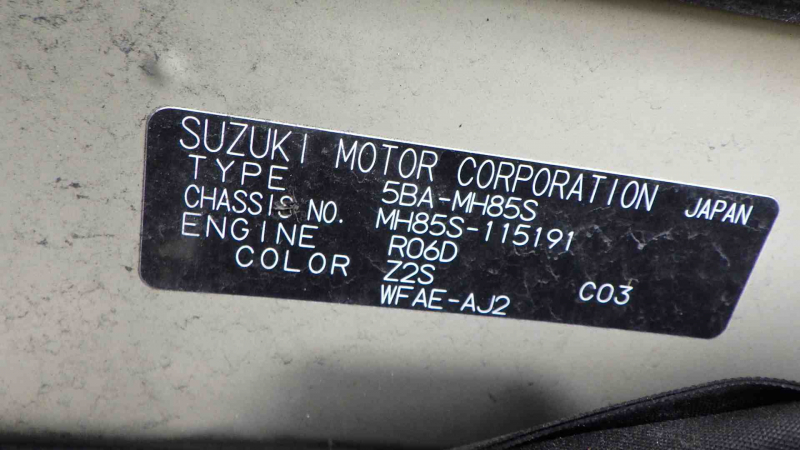 SUZUKI MOTOR CORPORATION JAPAN
TYPE 5BA-MH85S
CHASSIS NO. MH85S-115191
ENGINE R06D
COLOR Z2S C03
WFAE-AJ2